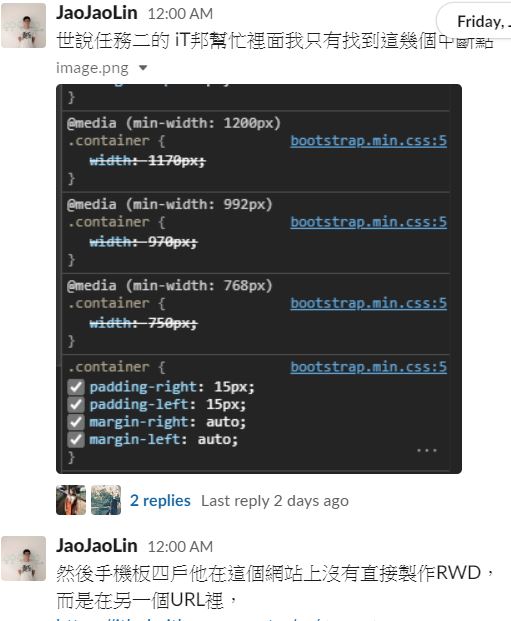 JaoJaoLin 12:00 AM
Friday,
世說任務二的 iT邦幫忙裡面我只有找到這幾個中斷點
image.png
}
@media (min-width: 1200px)
.container {
bootstrap.min.css:5
width: 1170px;
}
@media (min-width: 992px)
.container {
bootstrap.min.css:5
width: 970px;
}
@media (min-width: 768px)
.container {
bootstrap.min.css:5
width: 750px;
}
.container {
bootstrap.min.css:5
padding-right: 15px;
padding-left: 15px;
margin-right: auto;
margin-left: auto;
}
...
2 replies Last reply 2 days ago
JaoJaoLin 12:00 AM
然後手機板四戶他在這個網站上沒有直接製作RWD，
而是在另一個URL裡，